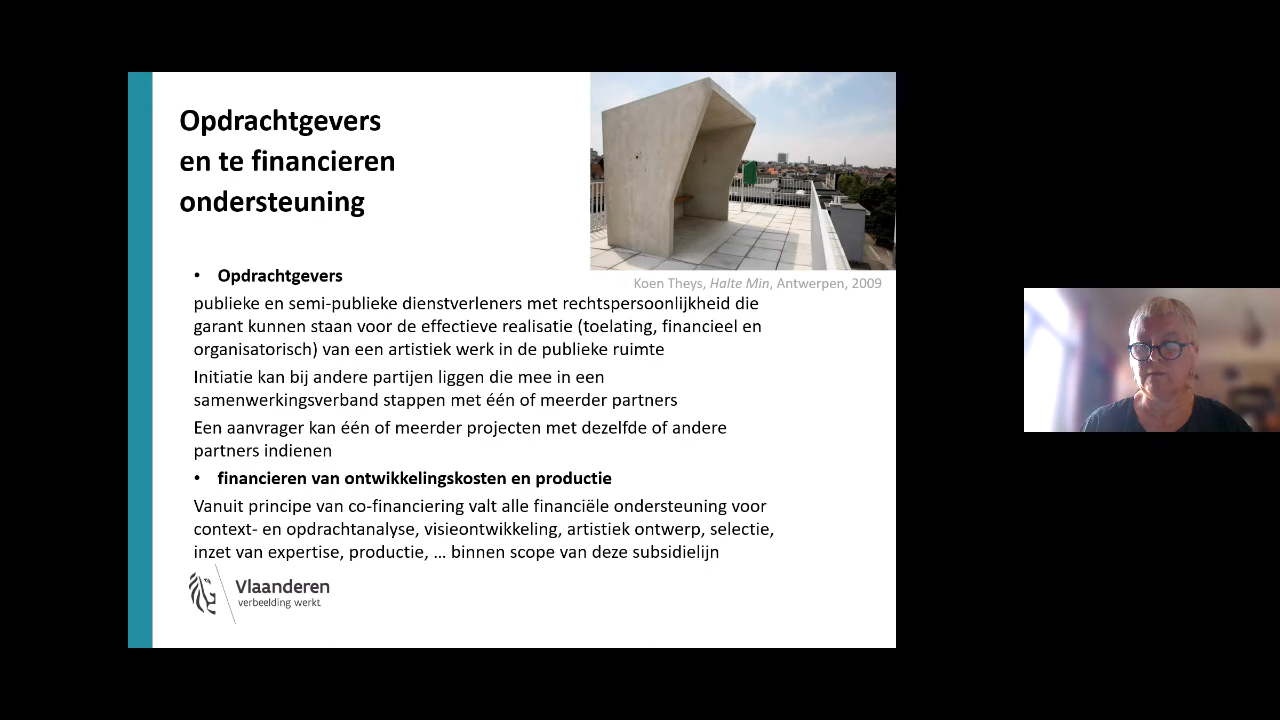 Opdrachtgevers
en te financieren
ondersteuning
Koen Theys, Halte Min, Antwerpen, 2009
• Opdrachtgevers
publieke en semi-publieke dienstverleners met rechtspersoonlijkheid die
garant kunnen staan voor de effectieve realisatie (toelating, financieel en
organisatorisch) van een artistiek werk in de publieke ruimte
Initiatie kan bij andere partijen liggen die mee in een
samenwerkingsverband stappen met één of meerder partners
Een aanvrager kan één of meerder projecten met dezelfde of andere
partners indienen
• financieren van ontwikkelingskosten en productie
Vanuit principe van co-financiering valt alle financiële ondersteuning voor
context- en opdrachtanalyse, visieontwikkeling, artistiek ontwerp, selectie,
inzet van expertise, productie, … binnen scope van deze subsidielijn
Vlaanderen
verbeelding werkt